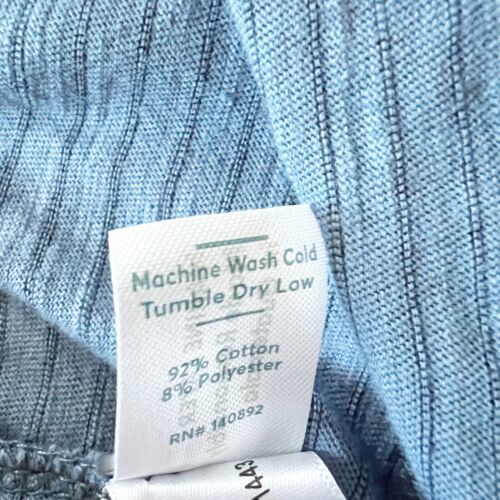 Machine Wash Cold
Tumble Dry Low
92% Cotton
8% Polyester
RN# 140892